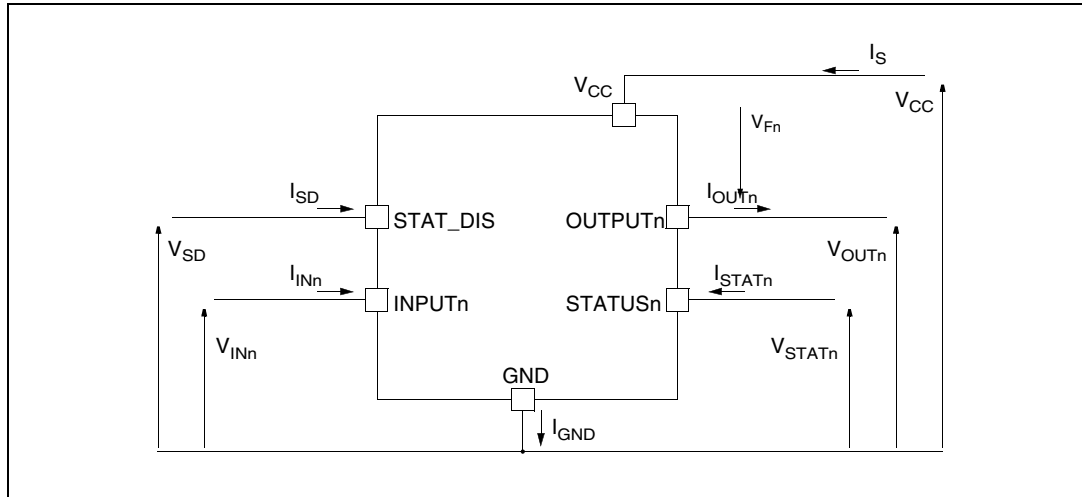 I_S
V_CC
V_CC
V_Fn
I_SD
I_OUTn
STAT_DIS
OUTPUTn
V_SD
V_OUTn
I_INn
I_STATn
INPUTn
STATUSn
V_INn
V_STATn
GND
I_GND